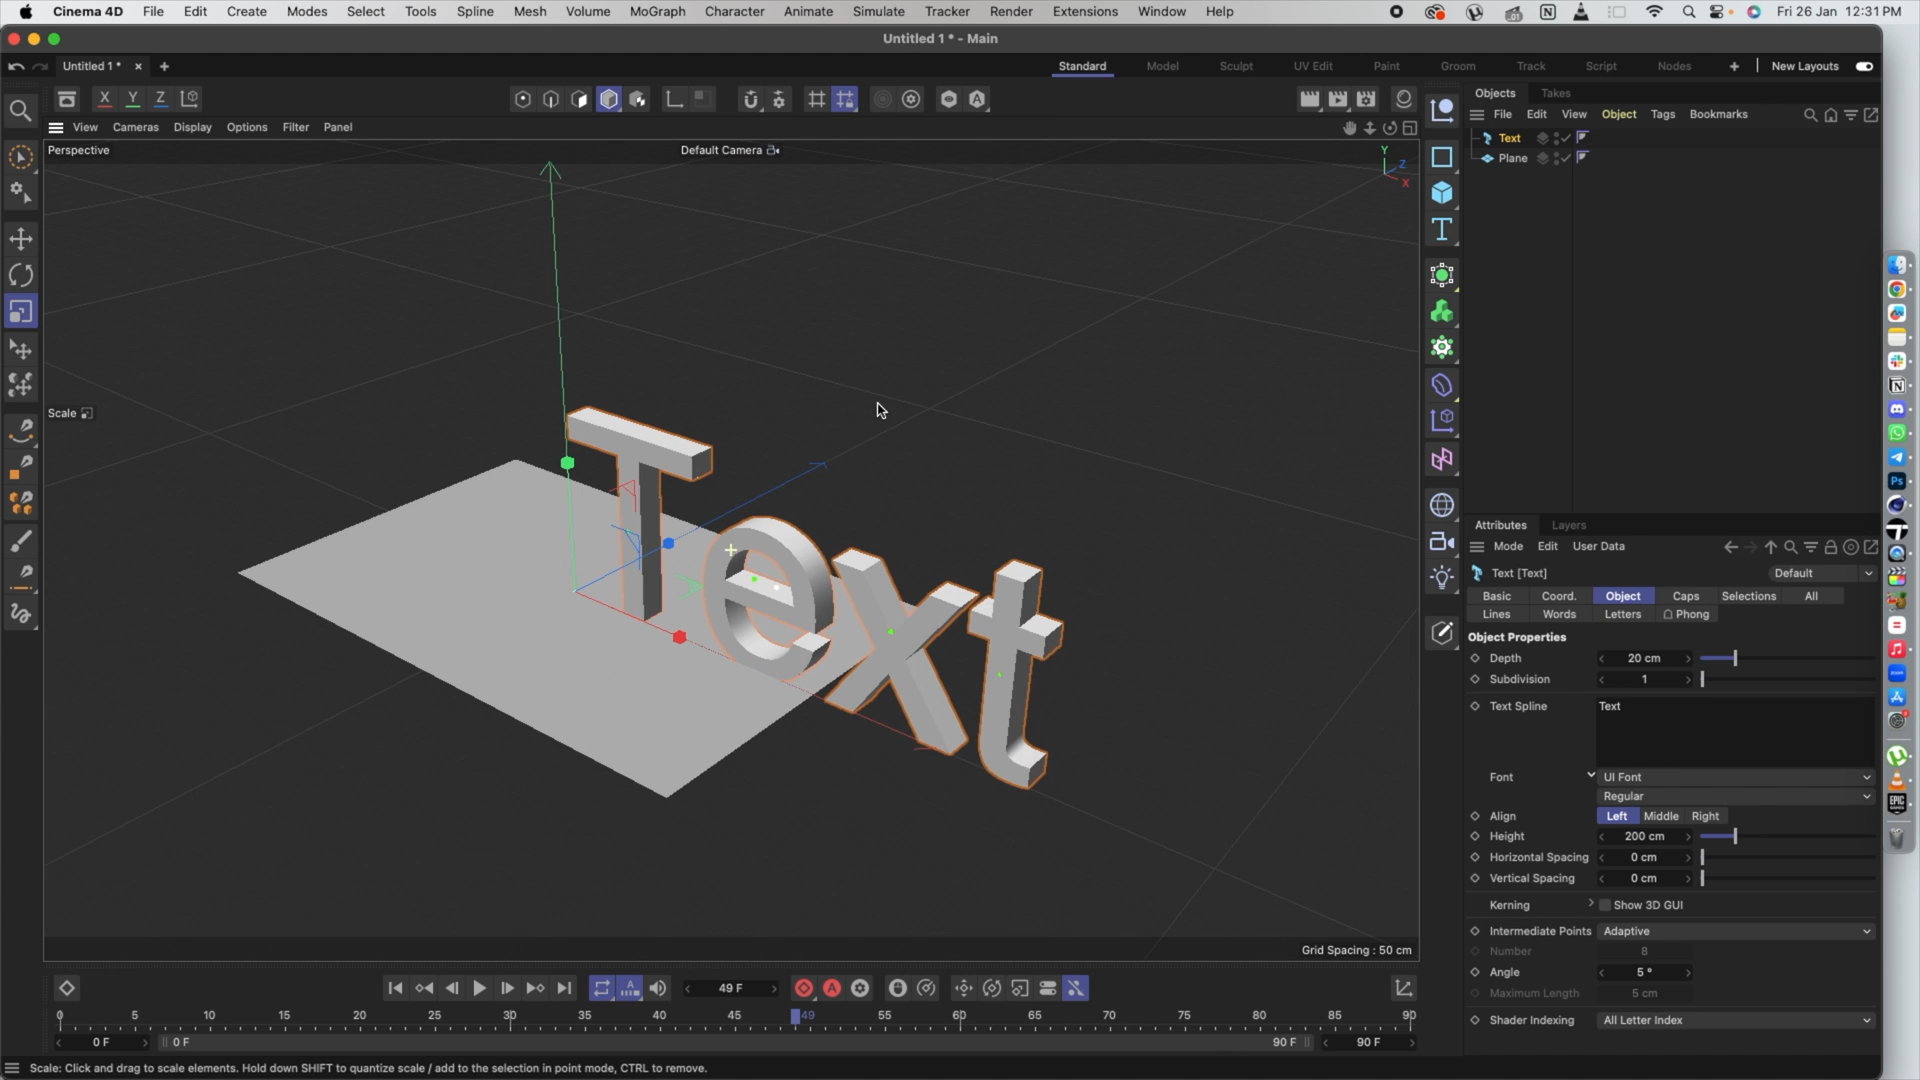 Cinema 4D File Edit Create Modes Select Tools Spline Mesh Volume MoGraph Character Animate Simulate Tracker Render Extensions Window Help Fri 26 Jan 12:31 PM
Untitled 1 * - Main
Untitled 1 * Standard Model Sculpt UV Edit Paint Groom Track Script Nodes New Layouts
Objects Takes
X Y Z
File Edit View Object Tags Bookmarks
View Cameras Display Options Filter Panel
Text
Plane
Perspective Default Camera
Y
Z
X
Scale
Text
Attributes Layers
Mode Edit User Data
Text [Text] Default
Basic Coord. Object Caps Selections All
Lines Words Letters Phong
Object Properties
Depth 20 cm
Subdivision 1
Text Spline Text
Font UI Font
Regular
Align Left Middle Right
Height 200 cm
Horizontal Spacing 0 cm
Vertical Spacing 0 cm
Kerning Show 3D GUI
Intermediate Points Adaptive
Number 8
Angle 5 °
Maximum Length 5 cm
Shader Indexing All Letter Index
Grid Spacing : 50 cm
49 F
0 5 10 15 20 25 30 35 40 45 49 55 60 65 70 75 80 85 90
0 F 0 F 90 F 90 F
Scale: Click and drag to scale elements. Hold down SHIFT to quantize scale / add to the selection in point mode, CTRL to remove.